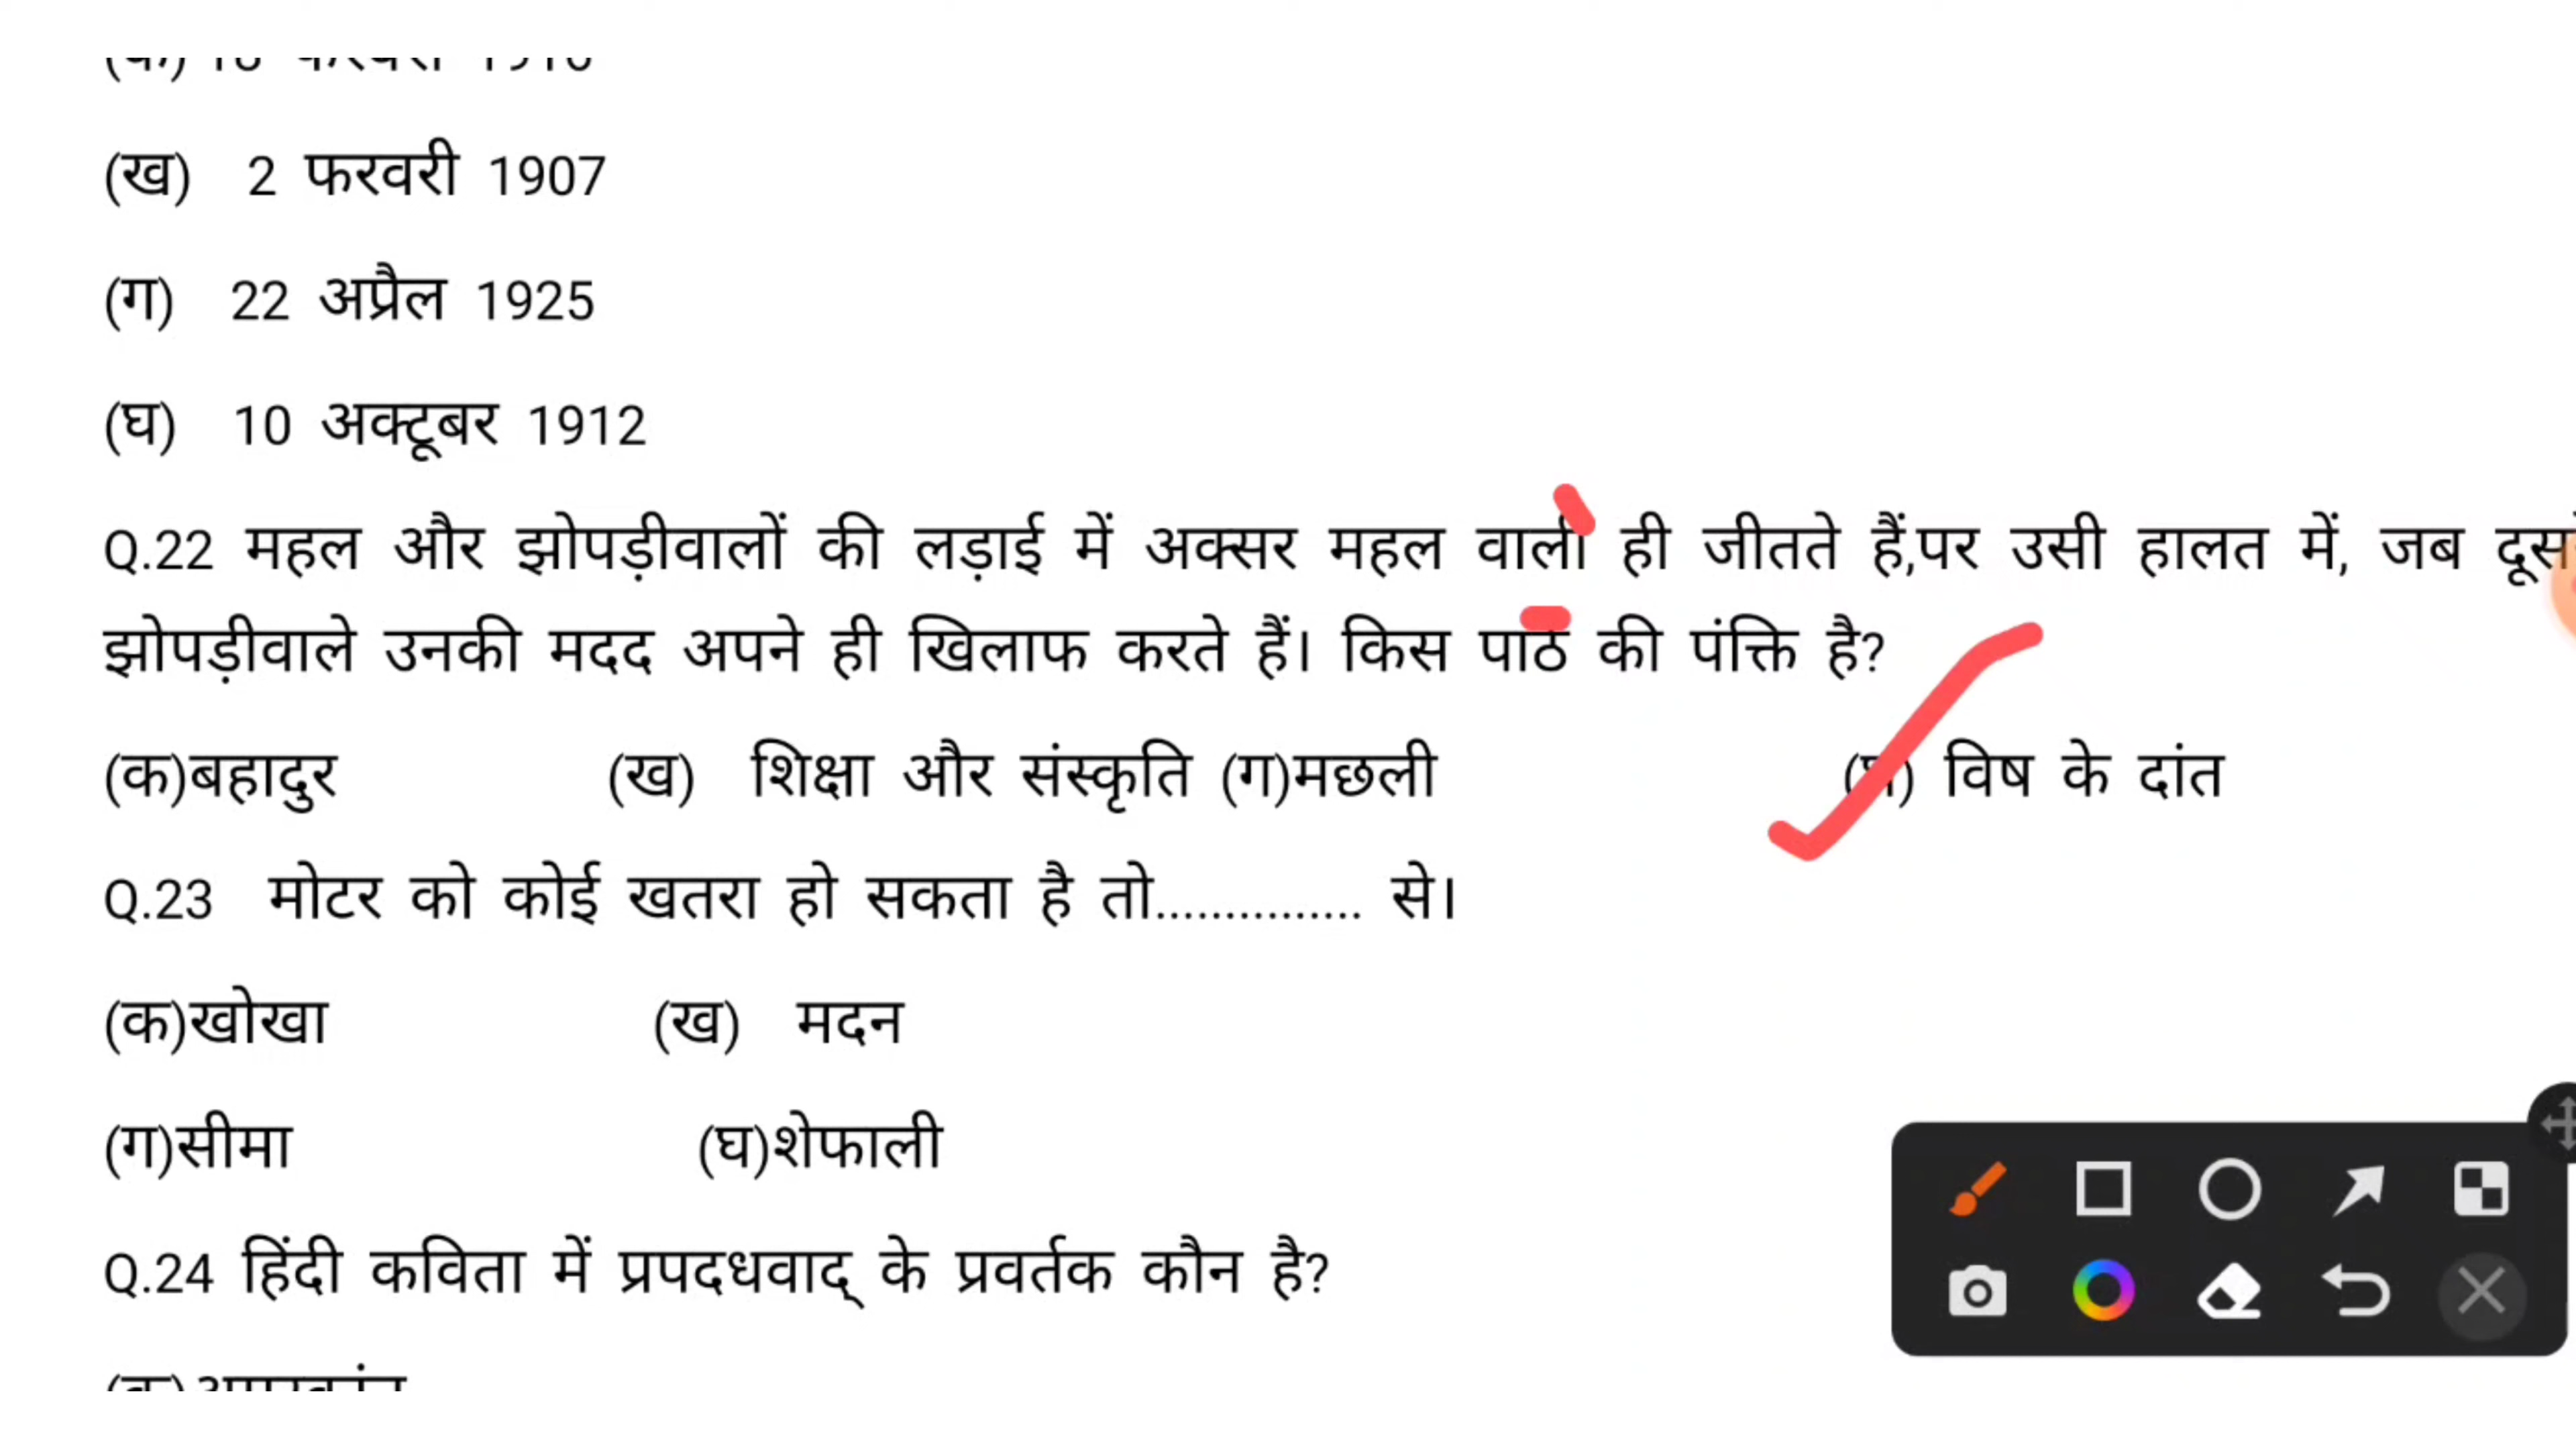 (ख) 2 फरवरी 1907
(ग) 22 अप्रैल 1925
(घ) 10 अक्टूबर 1912
Q.22 महल और झोपड़ीवालों की लड़ाई में अक्सर महल वाली ही जीतते हैं,पर उसी हालत में, जब
झोपड़ीवाले उनकी मदद अपने ही खिलाफ करते हैं। किस पाठ की पंक्ति है?
(क)बहादुर (ख) शिक्षा और संस्कृति (ग)मछली (घ) विष के दांत
Q.23 मोटर को कोई खतरा हो सकता है तो............... से।
(क)खोखा (ख) मदन
(ग)सीमा (घ)शेफाली
Q.24 हिंदी कविता में प्रपदधवाद् के प्रवर्तक कौन है?